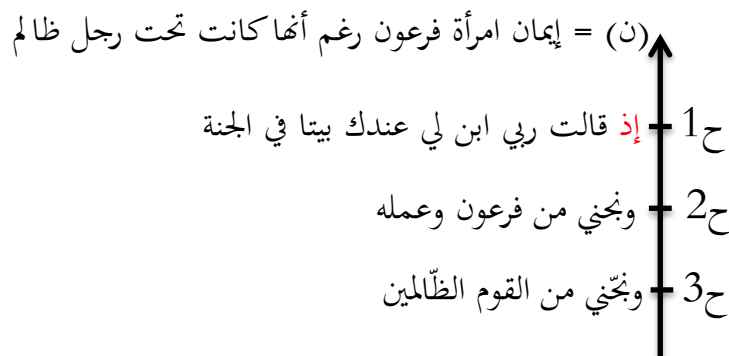 (ن) = إيمان امرأة فرعون رغم أنها كانت تحت رجل ظالم
ح1 إذ قالت ربي ابن لي عندك بيتا في الجنة
ح2 ونجني من فرعون وعمله
ح3 ونجّني من القوم الظّالمين